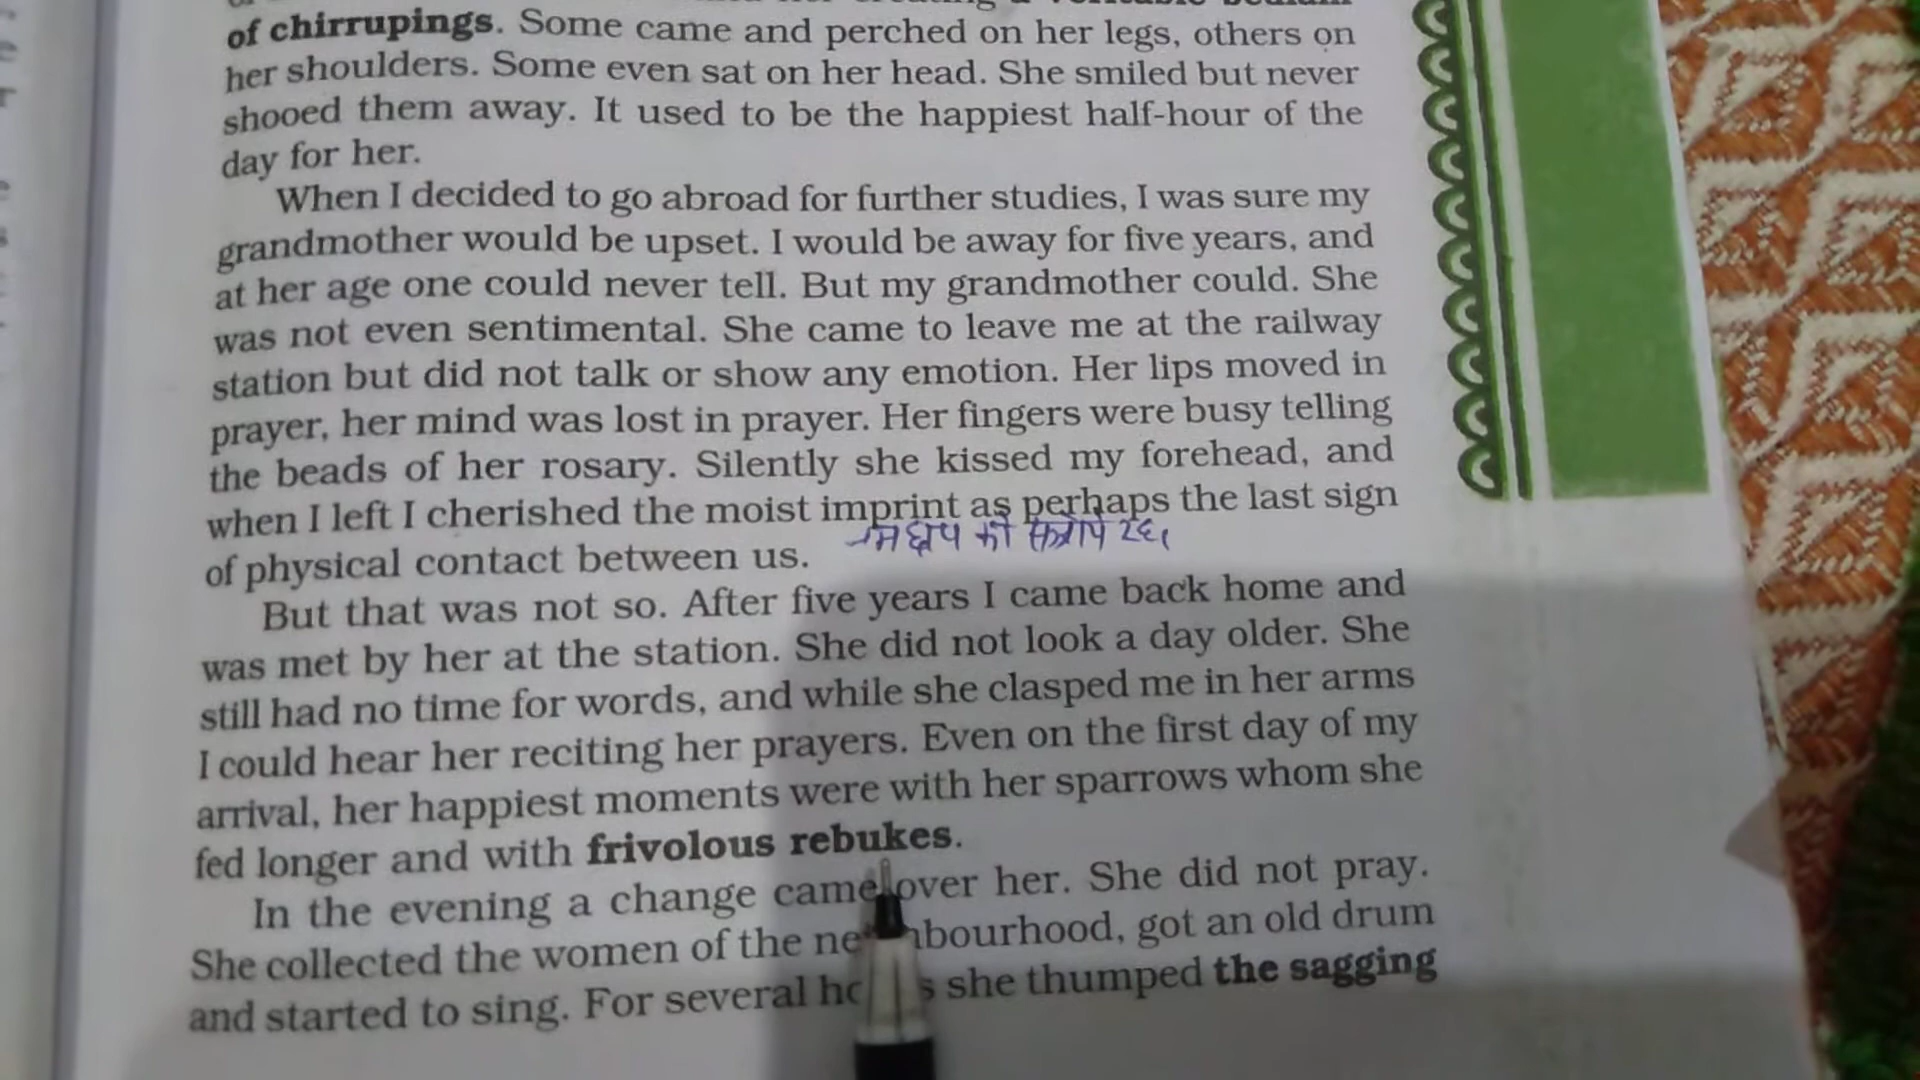 of chirrupings. Some came and perched on her legs, others on
her shoulders. Some even sat on her head. She smiled but never
shooed them away. It used to be the happiest half-hour of the
day for her.
When I decided to go abroad for further studies, I was sure my
grandmother would be upset. I would be away for five years, and
at her age one could never tell. But my grandmother could. She
was not even sentimental. She came to leave me at the railway
station but did not talk or show any emotion. Her lips moved in
prayer, her mind was lost in prayer. Her fingers were busy telling
the beads of her rosary. Silently she kissed my forehead, and
when I left I cherished the moist imprint as perhaps the last sign
of physical contact between us.
But that was not so. After five years I came back home and
was met by her at the station. She did not look a day older. She
still had no time for words, and while she clasped me in her arms
I could hear her reciting her prayers. Even on the first day of my
arrival, her happiest moments were with her sparrows whom she
fed longer and with frivolous rebukes.
In the evening a change came over her. She did not pray.
She collected the women of the bourhood, got an old drum
and started to sing. For several she thumped the sagging